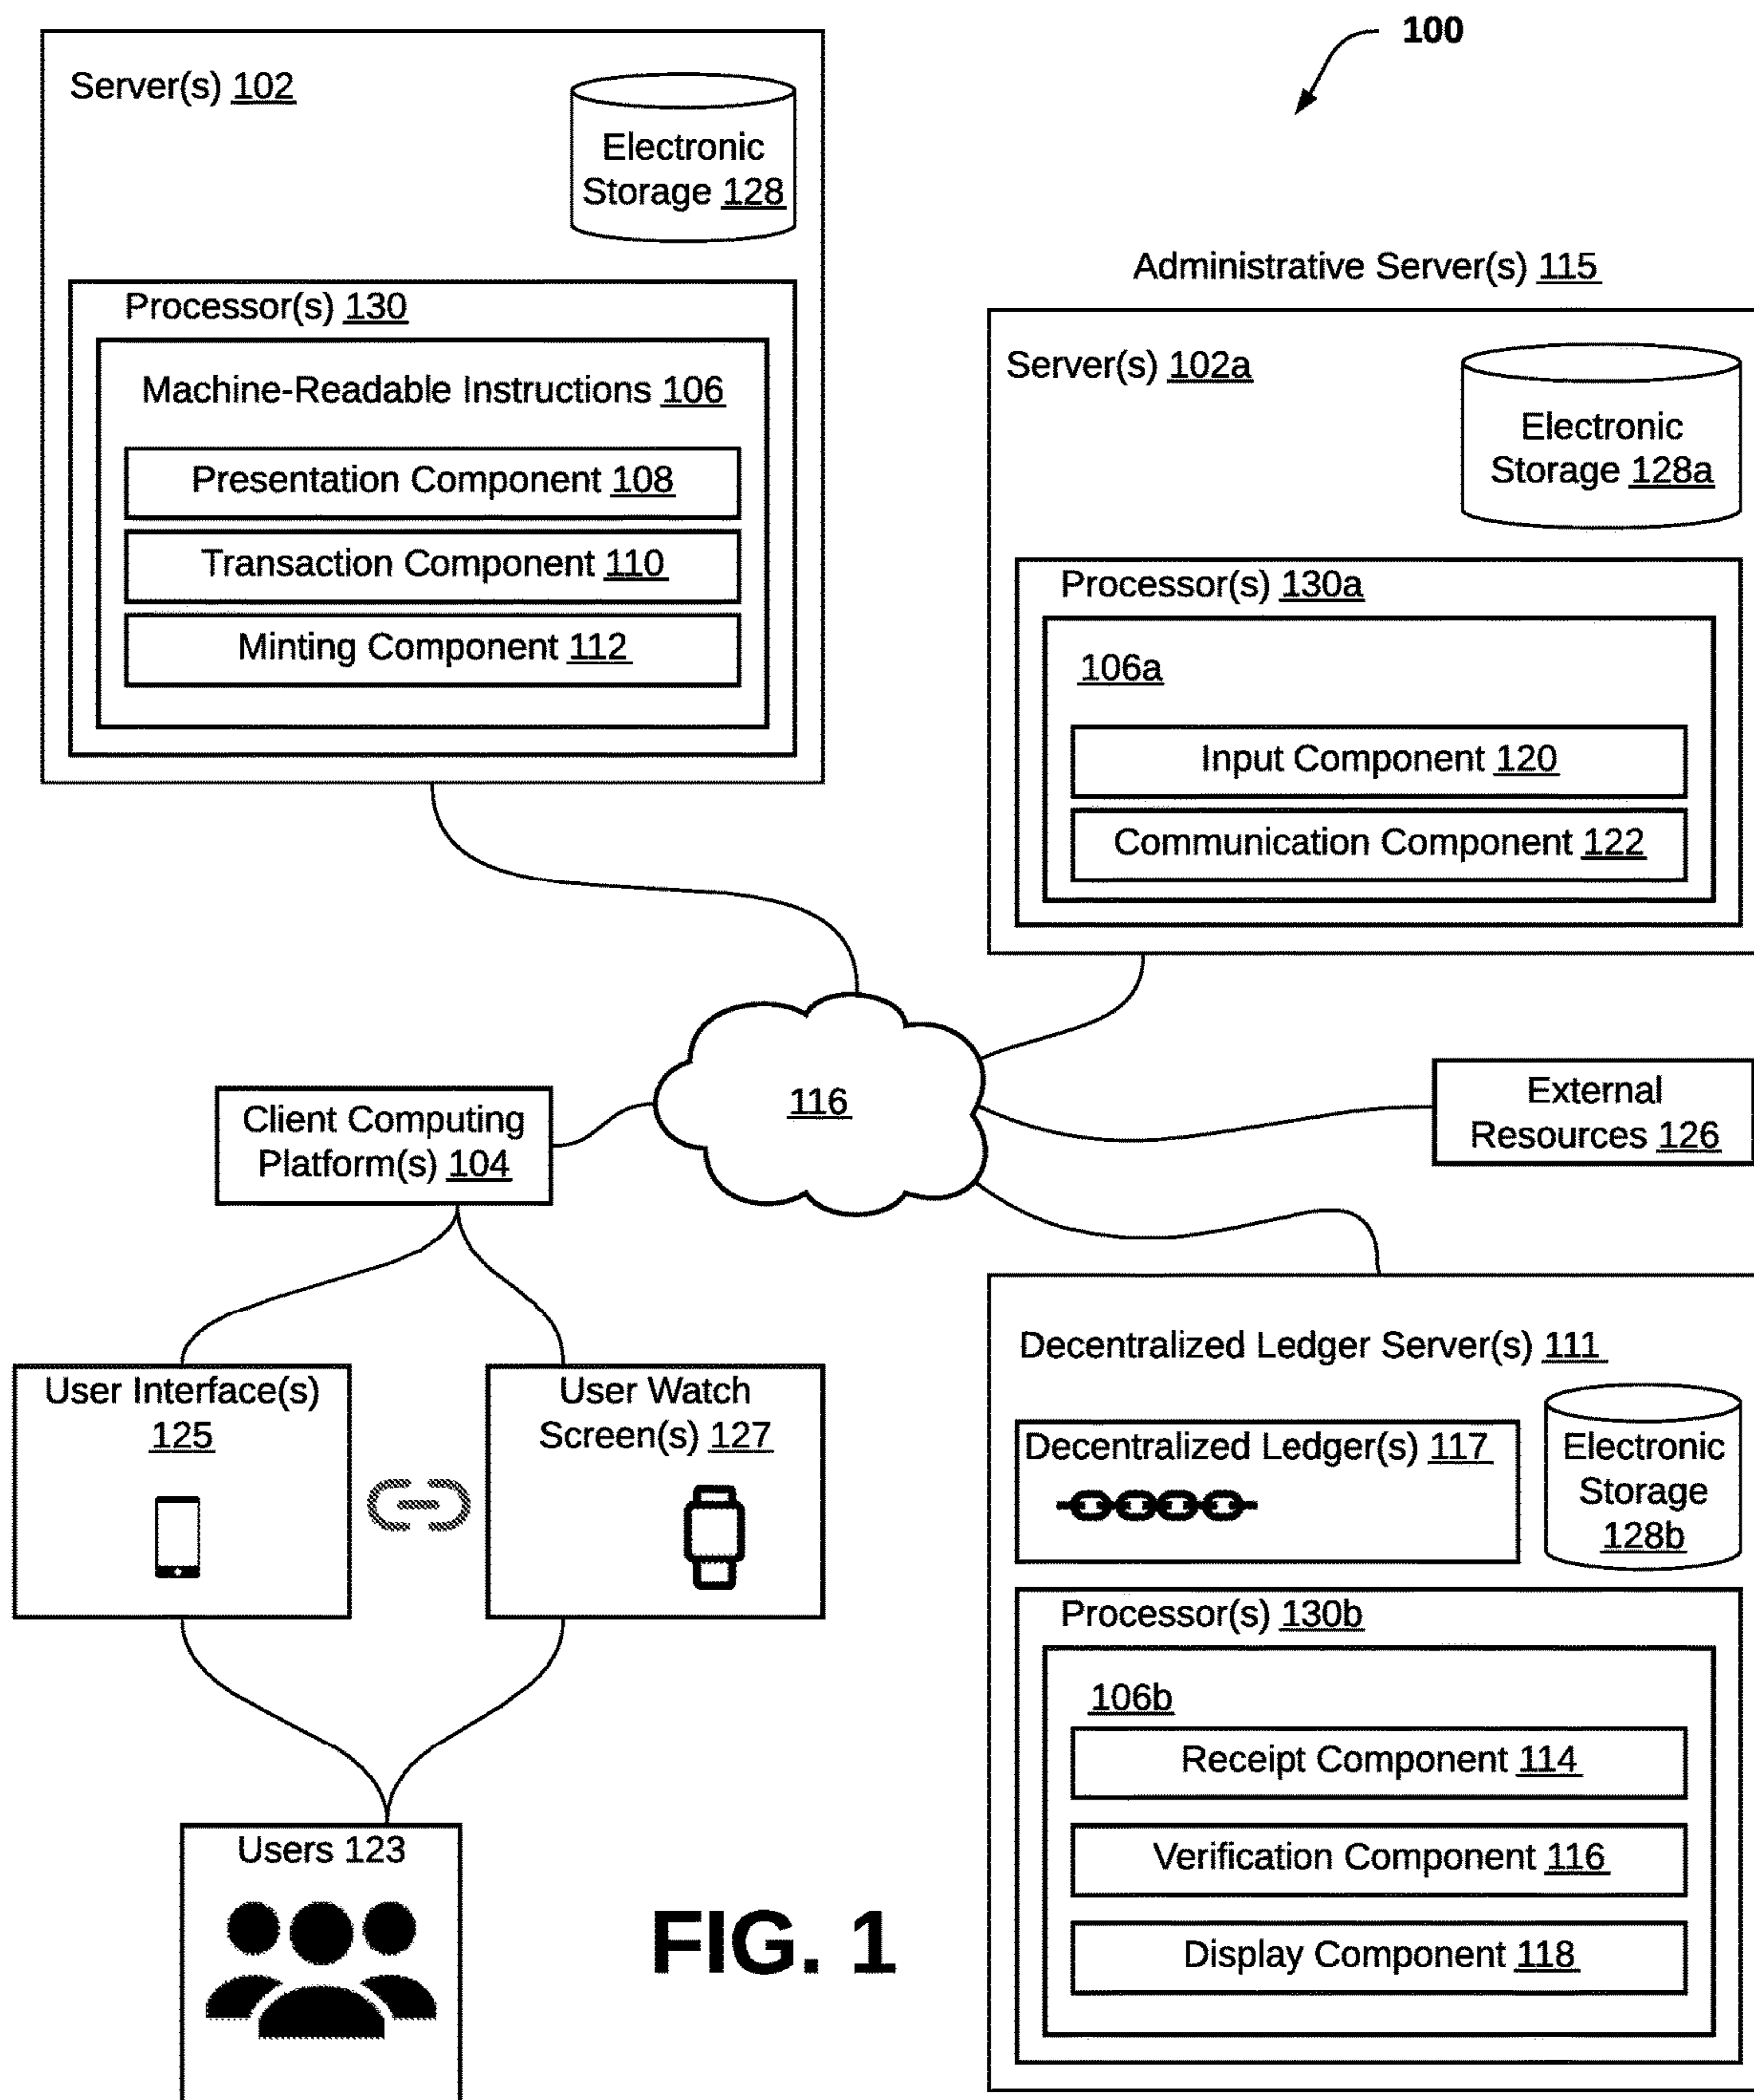 100
Server(s) 102
Electronic
Storage 128
Processor(s) 130
Machine-Readable Instructions 106
Presentation Component 108
Transaction Component 110
Minting Component 112
Administrative Server(s) 115
Server(s) 102a
Electronic
Storage 128a
Processor(s) 130a
106a
Input Component 120
Communication Component 122
116
Client Computing
Platform(s) 104
External
Resources 126
User Interface(s)
125
User Watch
Screen(s) 127
Decentralized Ledger Server(s) 111
Decentralized Ledger(s) 117
Electronic
Storage
128b
Processor(s) 130b
106b
Receipt Component 114
Verification Component 116
Display Component 118
Users 123
FIG. 1